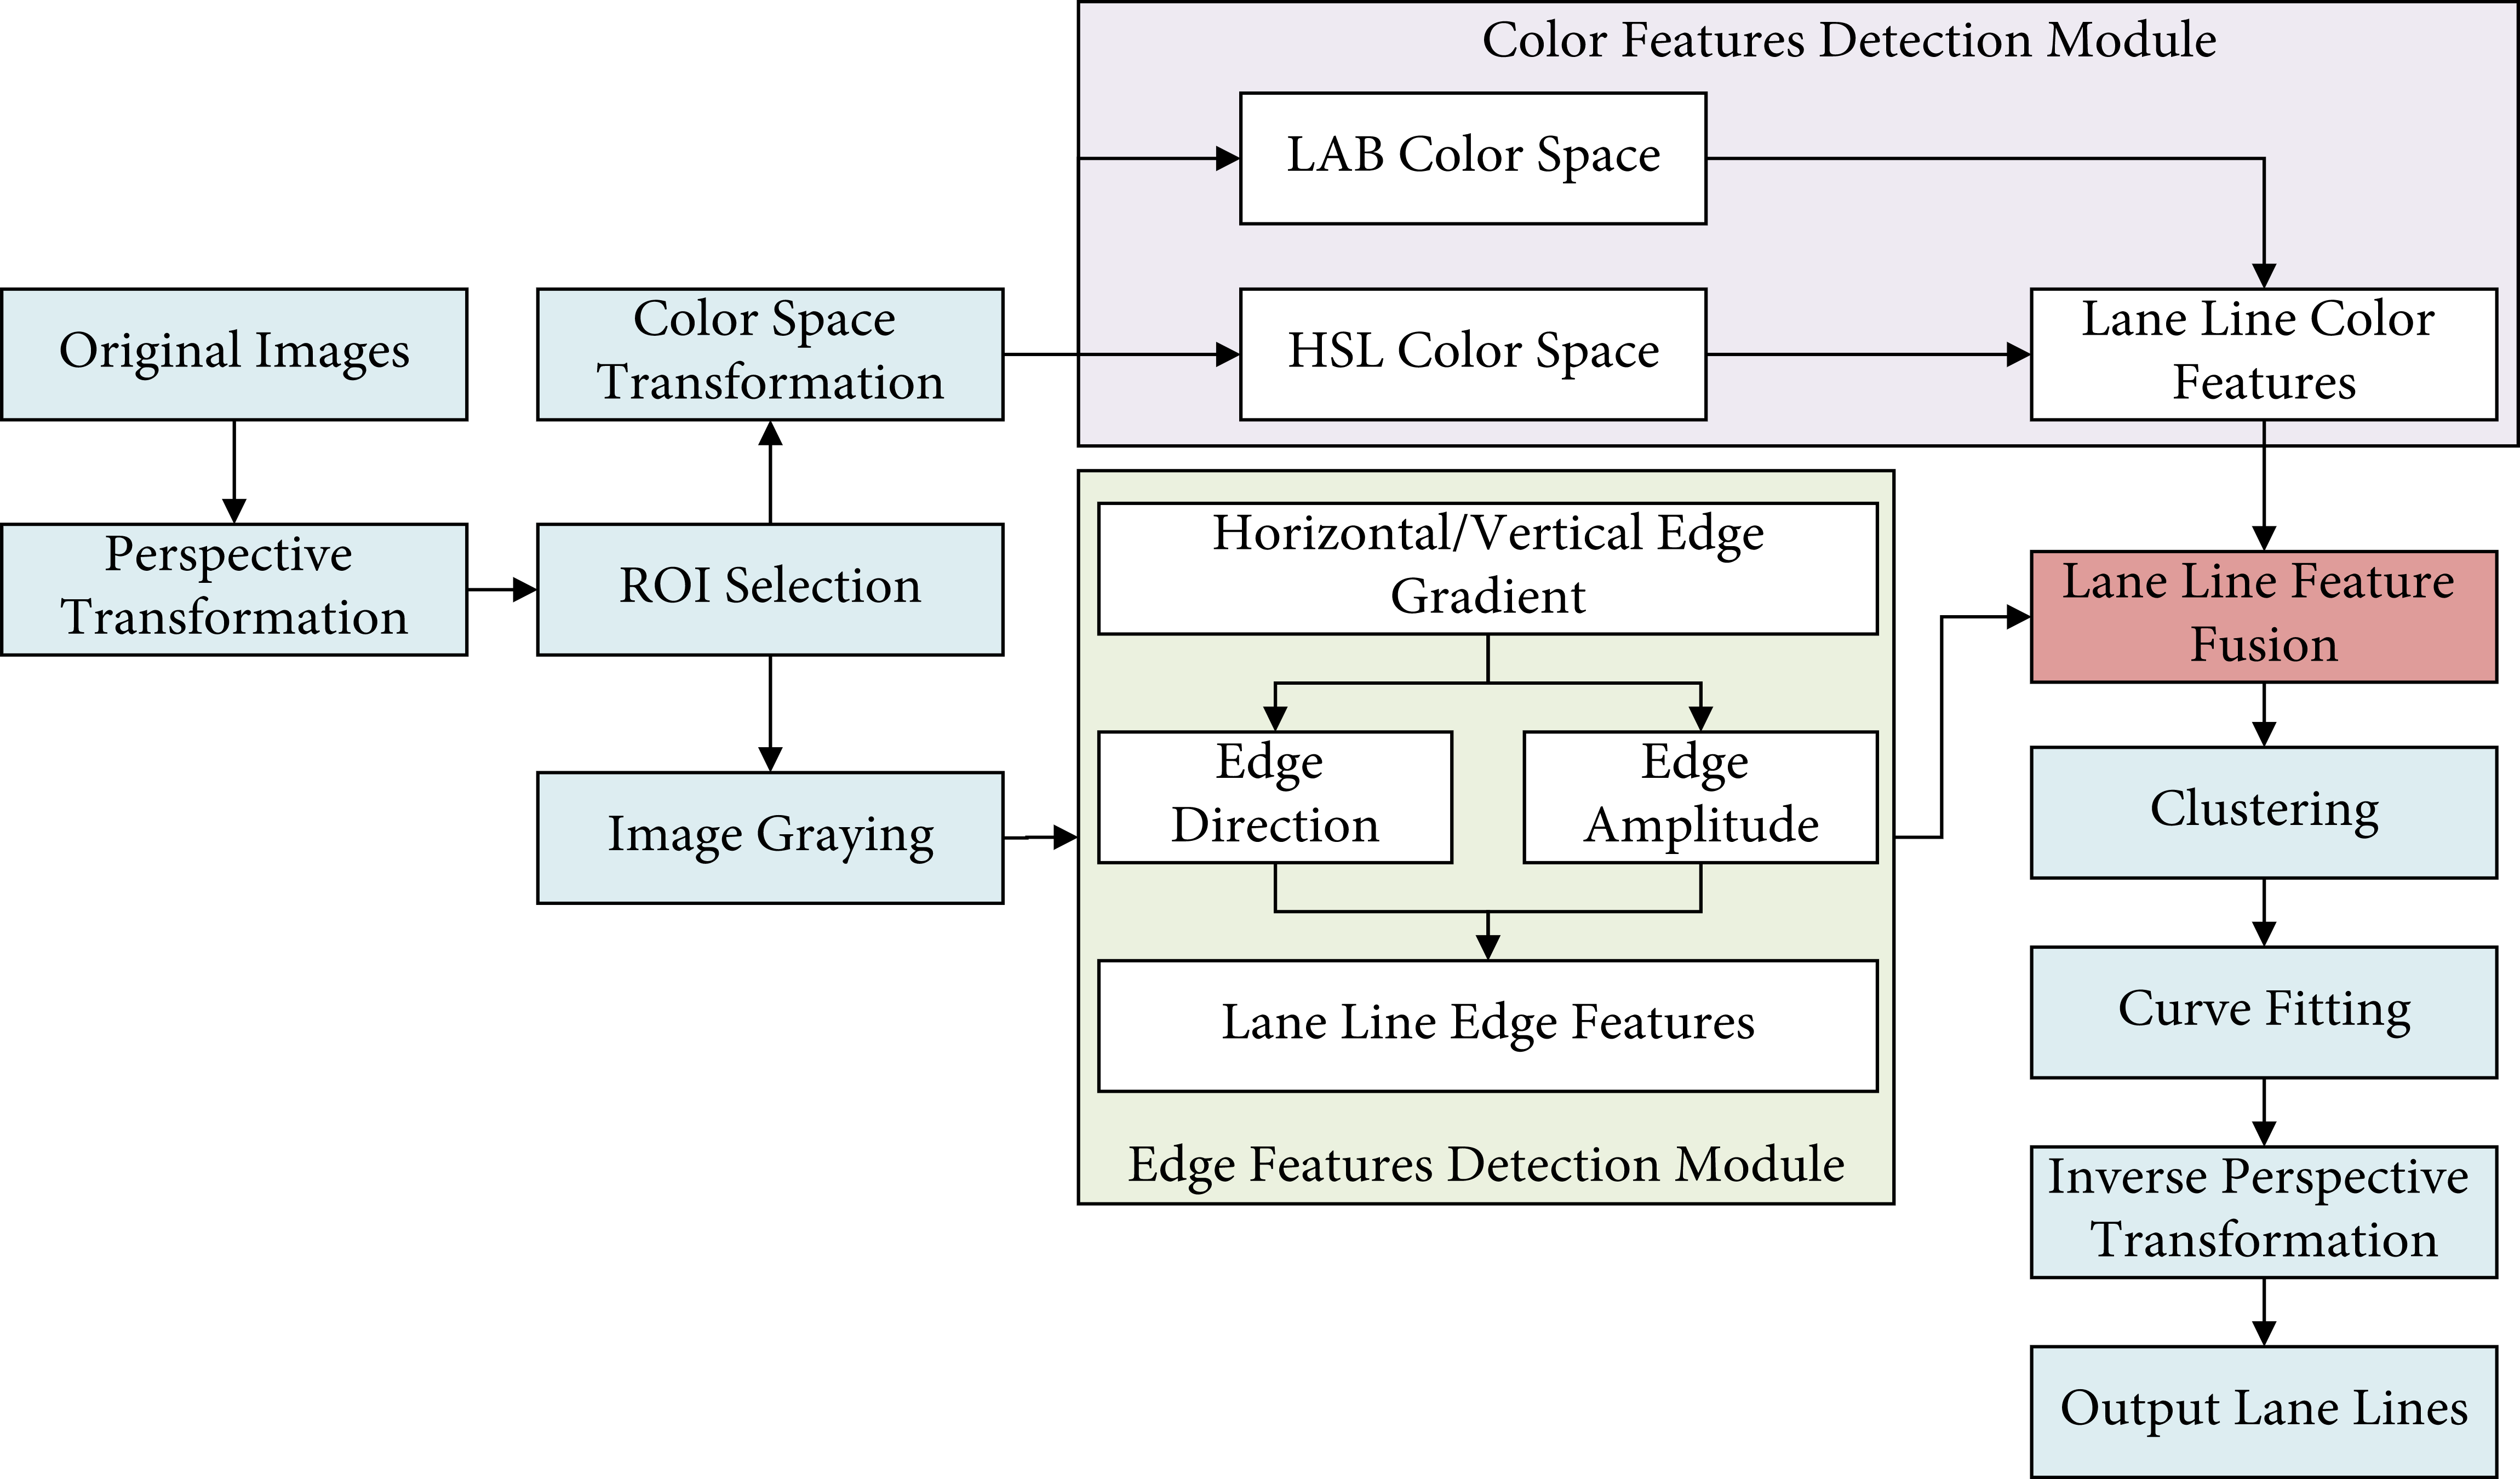 Color Features Detection Module
LAB Color Space
Original Images
Color Space
Transformation
HSL Color Space
Lane Line Color
Features
Perspective
Transformation
ROI Selection
Horizontal/Vertical Edge
Gradient
Lane Line Feature
Fusion
Image Graying
Edge
Direction
Edge
Amplitude
Clustering
Lane Line Edge Features
Curve Fitting
Edge Features Detection Module
Inverse Perspective
Transformation
Output Lane Lines